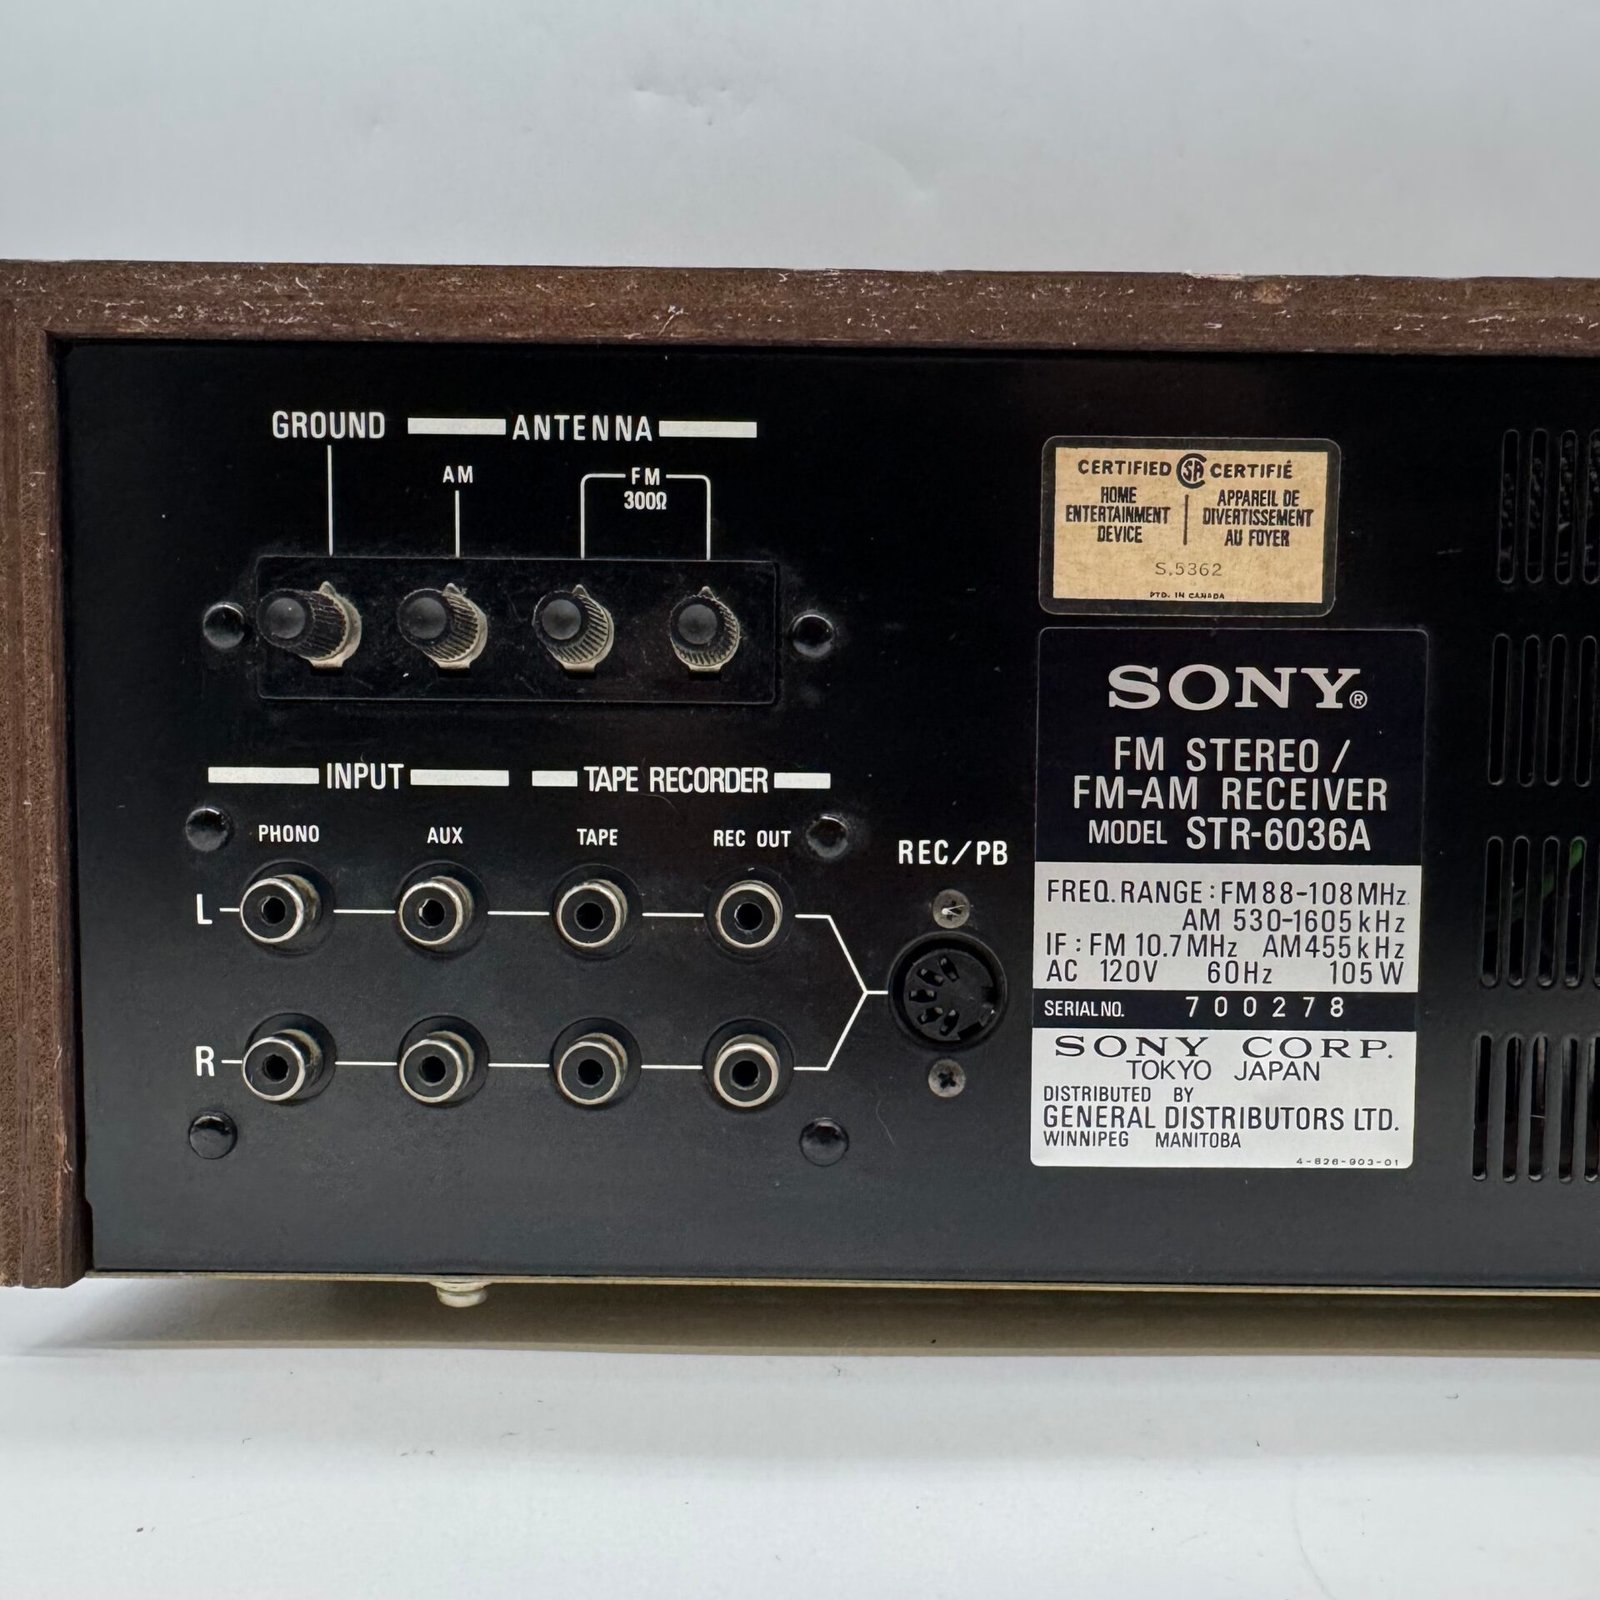 GROUND ANTENNA
AM FM
300Ω
INPUT TAPE RECORDER
PHONO AUX TAPE REC OUT
L
R
REC/PB
CERTIFIED SA CERTIFIÉ
HOME
ENTERTAINMENT
DEVICE
APPAREIL DE
DIVERTISSEMENT
AU FOYER
S.5362
PTD. IN CANADA
SONY®
FM STEREO /
FM-AM RECEIVER
MODEL STR-6036A
FREQ. RANGE : FM 88-108 MHz
AM 530-1605 kHz
IF : FM 10.7 MHz AM 455 kHz
AC 120V 60Hz 105 W
SERIAL NO. 700278
SONY CORP.
TOKYO JAPAN
DISTRIBUTED BY
GENERAL DISTRIBUTORS LTD.
WINNIPEG MANITOBA
4-826-903-01